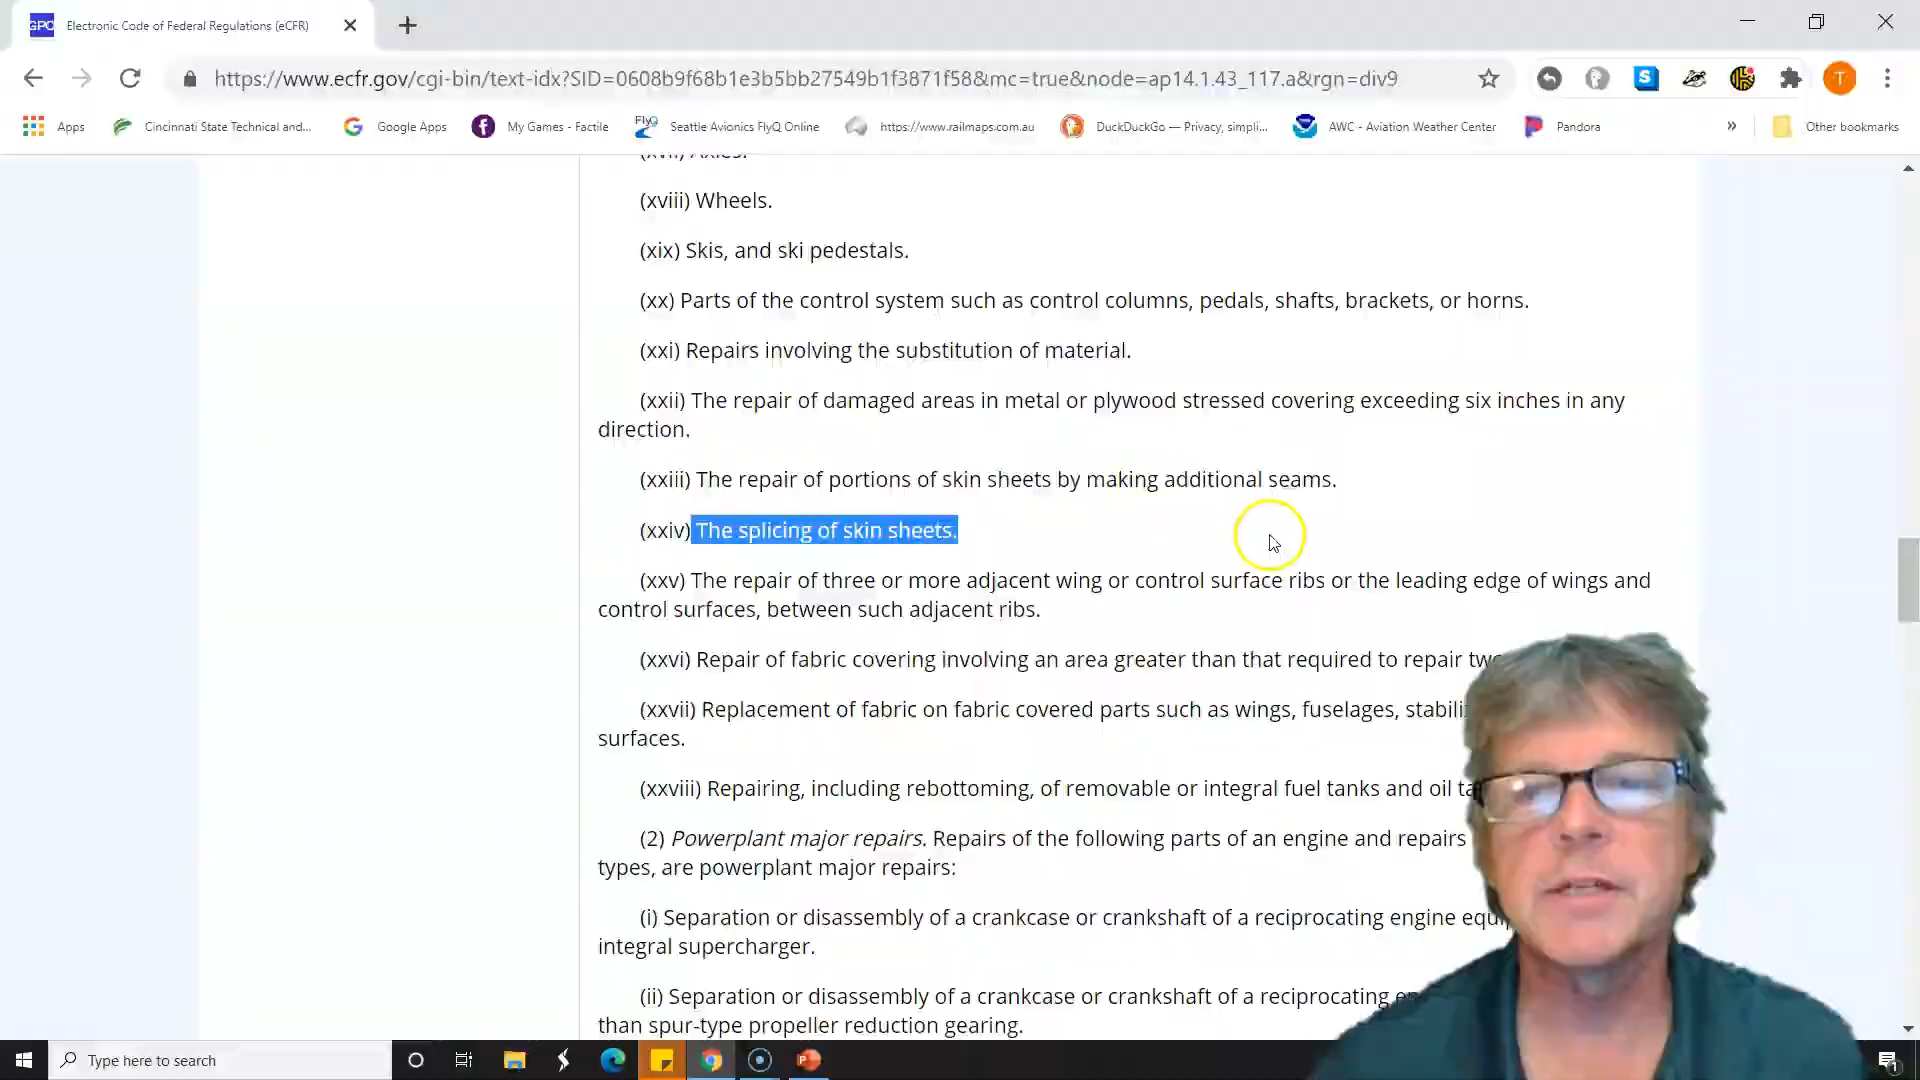 GPO Electronic Code of Federal Regulations (eCFR)
https://www.ecfr.gov/cgi-bin/text-idx?SID=0608b9f68b1e3b5bb27549b1f3871f58&mc=true&node=ap14.1.43_117.a&rgn=div9
S
T
Apps
Cincinnati State Technical and...
Google Apps
My Games - Factile
FlyQ
Seattle Avionics FlyQ Online
https://www.railmaps.com.au
DuckDuckGo — Privacy, simpli...
AWC - Aviation Weather Center
Pandora
»
Other bookmarks
(xvii) Axles.
(xviii) Wheels.
(xix) Skis, and ski pedestals.
(xx) Parts of the control system such as control columns, pedals, shafts, brackets, or horns.
(xxi) Repairs involving the substitution of material.
(xxii) The repair of damaged areas in metal or plywood stressed covering exceeding six inches in any
direction.
(xxiii) The repair of portions of skin sheets by making additional seams.
(xxiv) The splicing of skin sheets.
(xxv) The repair of three or more adjacent wing or control surface ribs or the leading edge of wings and
control surfaces, between such adjacent ribs.
(xxvi) Repair of fabric covering involving an area greater than that required to repair
(xxvii) Replacement of fabric on fabric covered parts such as wings, fuselages,
surfaces.
(xxviii) Repairing, including rebottoming, of removable or integral fuel tanks and oil
(2) Powerplant major repairs. Repairs of the following parts of an engine and repairs
types, are powerplant major repairs:
(i) Separation or disassembly of a crankcase or crankshaft of a reciprocating engine
integral supercharger.
(ii) Separation or disassembly of a crankcase or crankshaft of a reciprocating
than spur-type propeller reduction gearing.
Type here to search
1